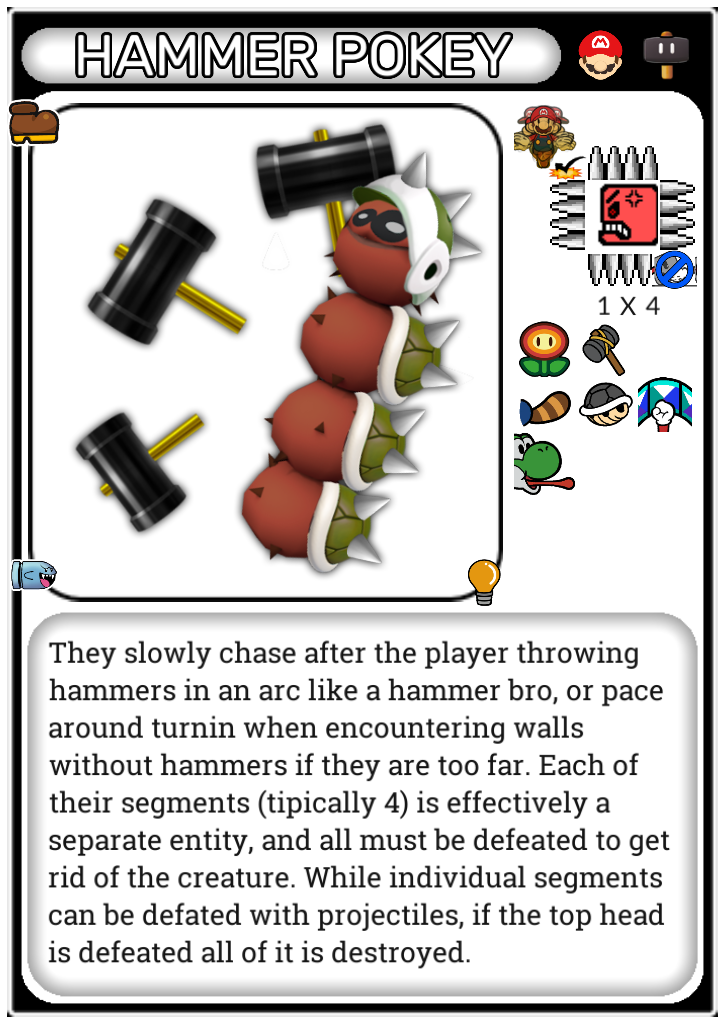 HAMMER POKEY
1 X 4
They slowly chase after the player throwing
hammers in an arc like a hammer bro, or pace
around turnin when encountering walls
without hammers if they are too far. Each of
their segments (tipically 4) is effectively a
separate entity, and all must be defeated to get
rid of the creature. While individual segments
can be defated with projectiles, if the top head
is defeated all of it is destroyed.